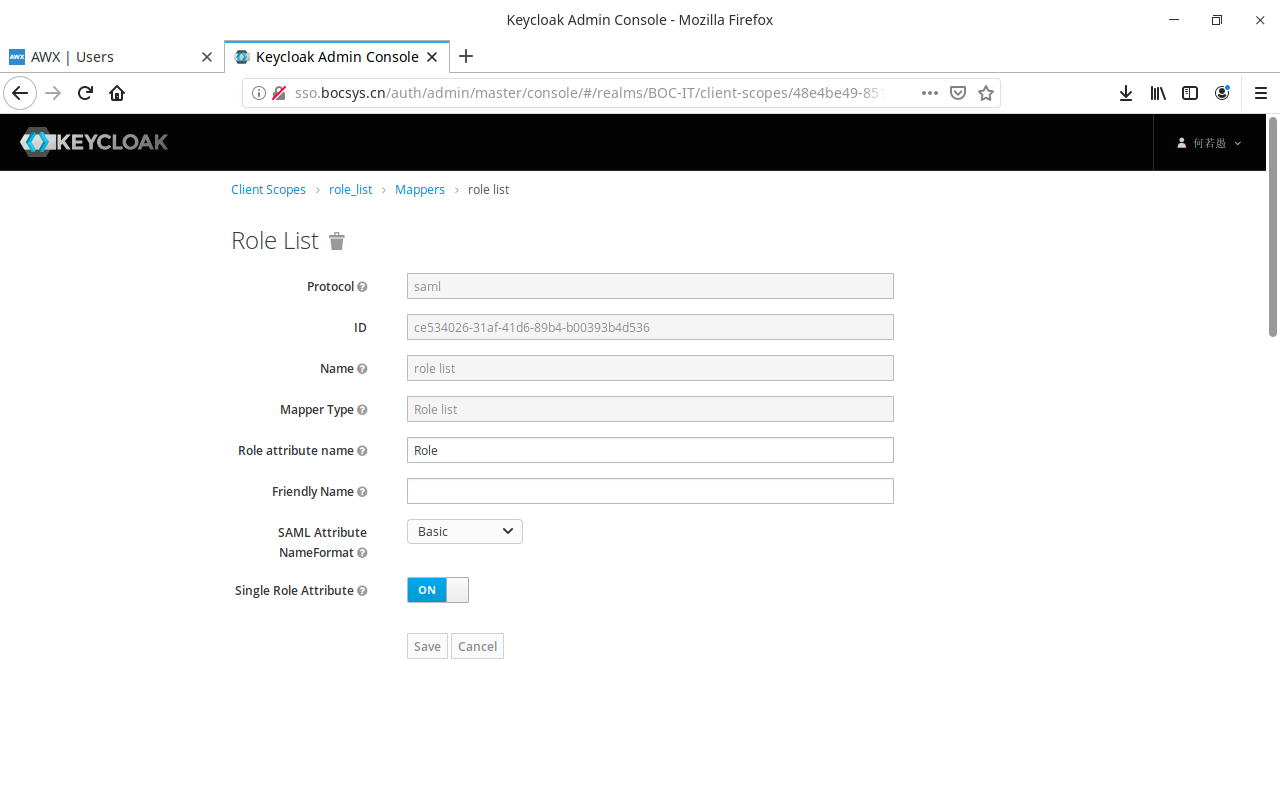 Keycloak Admin Console - Mozilla Firefox
AWX AWX | Users
Keycloak Admin Console
sso.bocsys.cn/auth/admin/master/console/#/realms/BOC-IT/client-scopes/48e4be49-851
KEYCLOAK
何若愚
Client Scopes › role_list › Mappers › role list
Role List
Protocol saml
ID ce534026-31af-41d6-89b4-b00393b4d536
Name role list
Mapper Type Role list
Role attribute name Role
Friendly Name
SAML Attribute
NameFormat
Basic
Single Role Attribute ON
Save Cancel